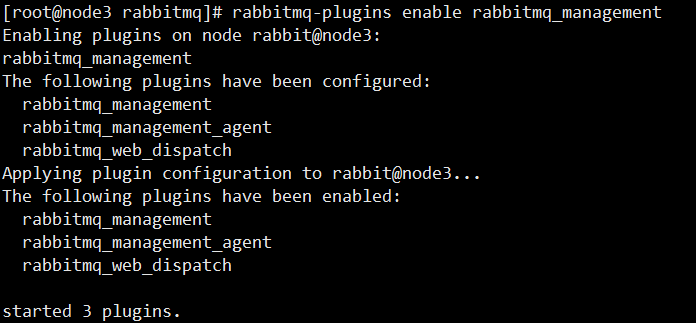 [root@node3 rabbitmq]# rabbitmq-plugins enable rabbitmq_management
Enabling plugins on node rabbit@node3:
rabbitmq_management
The following plugins have been configured:
  rabbitmq_management
  rabbitmq_management_agent
  rabbitmq_web_dispatch
Applying plugin configuration to rabbit@node3...
The following plugins have been enabled:
  rabbitmq_management
  rabbitmq_management_agent
  rabbitmq_web_dispatch

started 3 plugins.